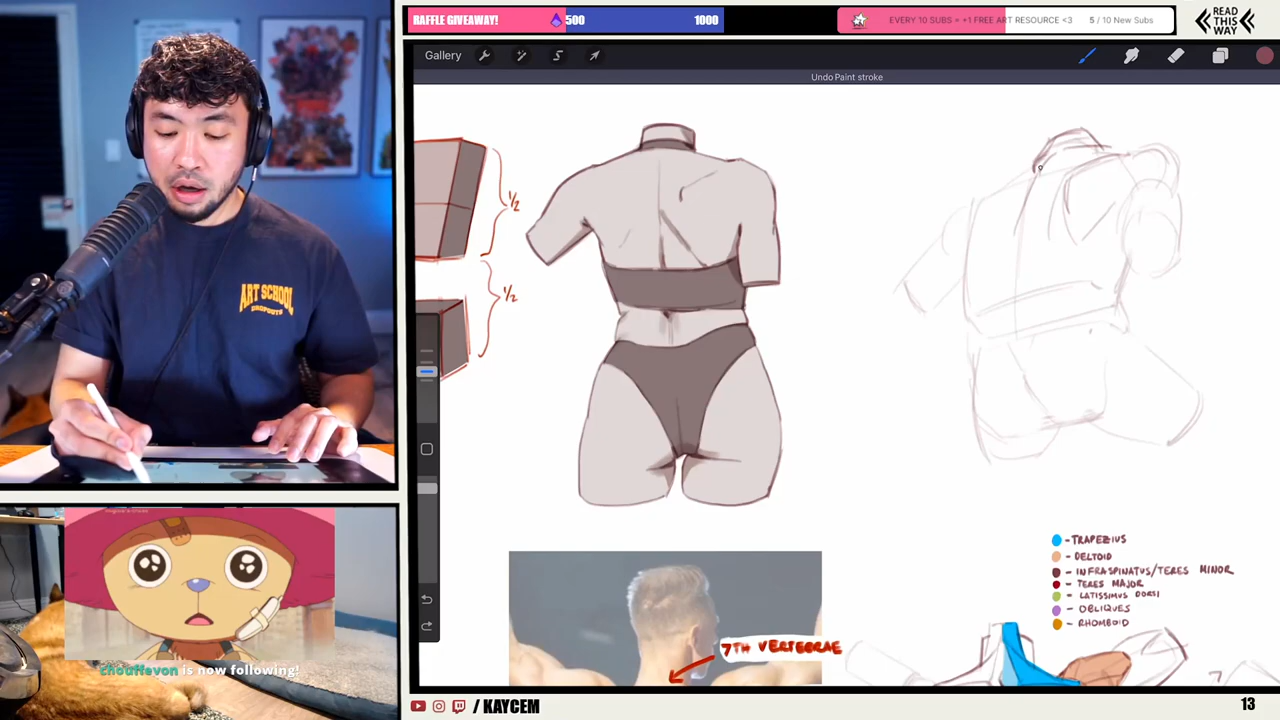 RAFFLE GIVEAWAY!
500
1000
EVERY 10 SUBS = +1 FREE ART RESOURCE <3
5 / 10 New Subs
READ
THIS
WAY
Gallery
Undo Paint stroke
1/2
1/2
ART SCHOOL
DROPOUTS
- TRAPEZIUS
- DELTOID
- INFRASPINATUS/TERES MINOR
- TERES MAJOR
- LATISSIMUS DORSI
- OBLIQUES
- RHOMBOID
7TH VERTEBRAE
chouffevon is now following!
/ KAYCEM
13